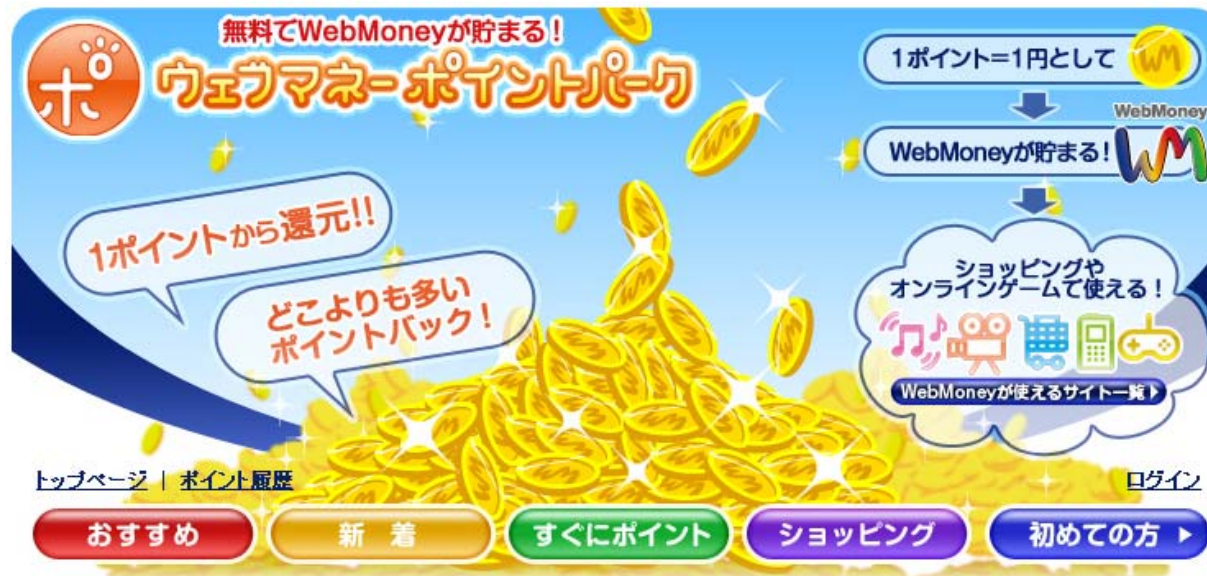 無料でWebMoneyが貯まる！
ポ
ウェブマネーポイントパーク
1ポイント=1円として
WM
WebMoney
WebMoneyが貯まる！
WM
1ポイントから還元!!
どこよりも多い
ポイントバック！
ショッピングや
オンラインゲームで使える！
WebMoneyが使えるサイト一覧▶
トップページ | ポイント履歴
ログイン
おすすめ
新着
すぐにポイント
ショッピング
初めての方 ▶